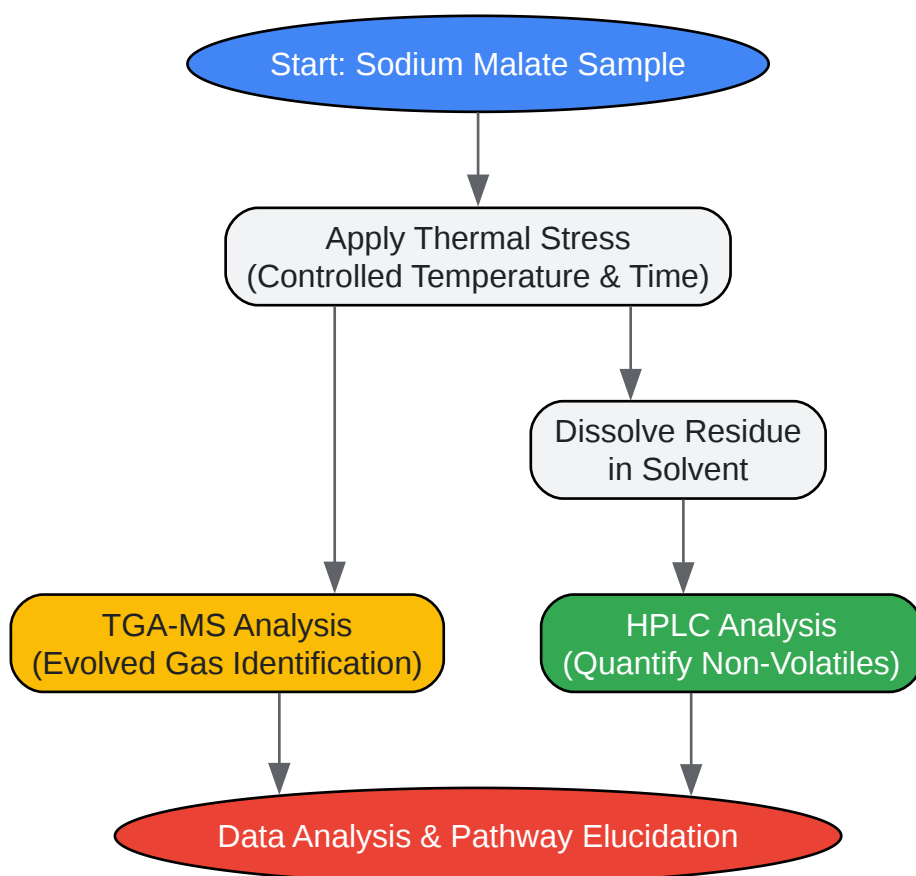 Start: Sodium Malate Sample
Apply Thermal Stress
(Controlled Temperature & Time)
Dissolve Residue
in Solvent
TGA-MS Analysis
(Evolved Gas Identification)
HPLC Analysis
(Quantify Non-Volatiles)
Data Analysis & Pathway Elucidation